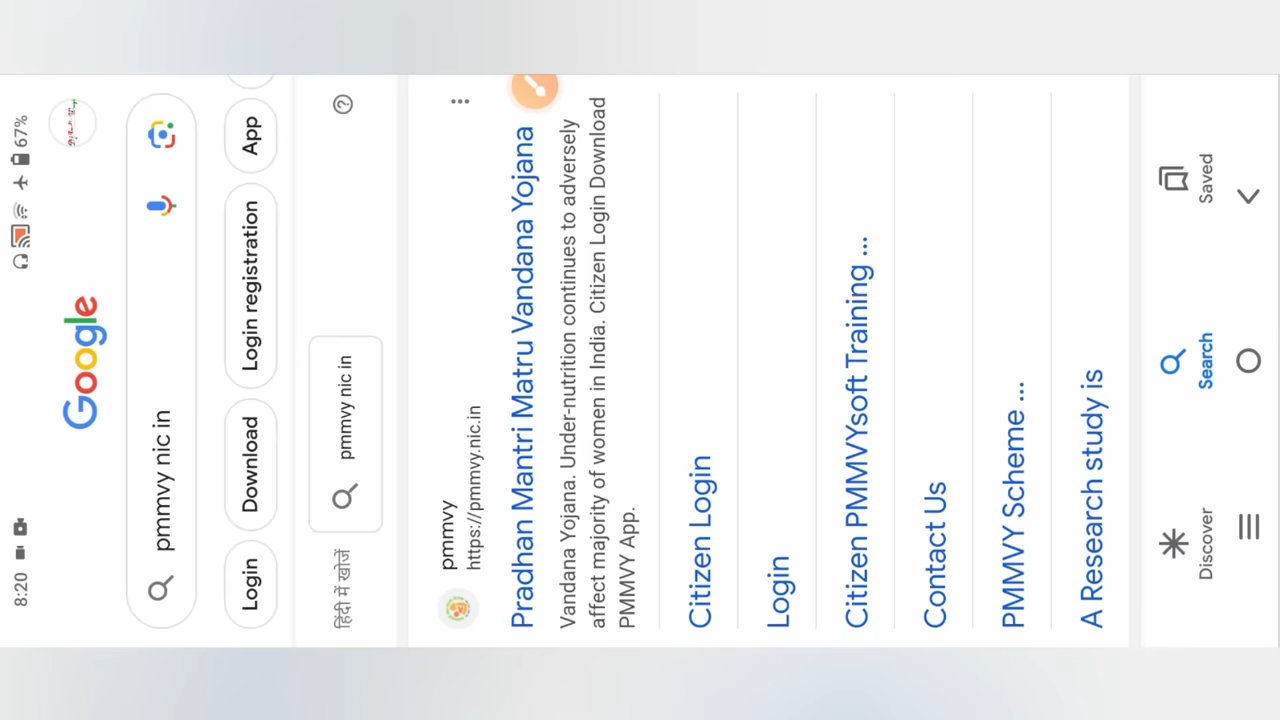 8:20 67%
Google
pmmvy nic in
Login Download Login registration App
हिंदी में खोजें pmmvy nic in
pmmvy
https://pmmvy.nic.in
Pradhan Mantri Matru Vandana Yojana
Vandana Yojana. Under-nutrition continues to adversely
affect majority of women in India. Citizen Login Download
PMMVY App.
Citizen Login
Login
Citizen PMMVYsoft Training ...
Contact Us
PMMVY Scheme ...
A Research study is
Discover Search Saved